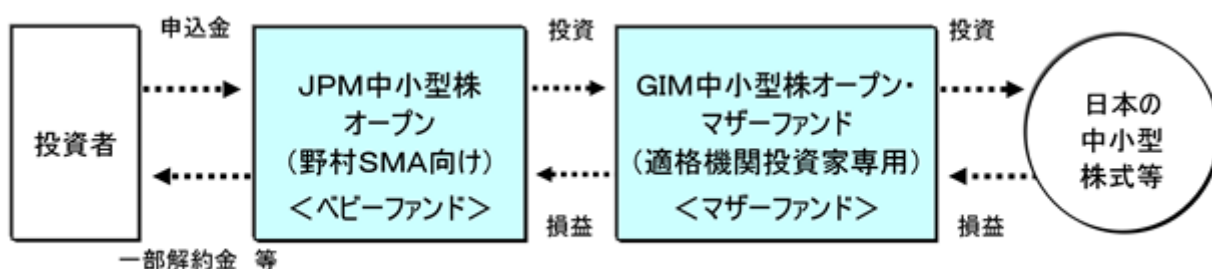 申込金
投資
投資
投資者
JPM中小型株
オープン
(野村SMA向け)
＜ベビーファンド＞
GIM中小型株オープン・
マザーファンド
(適格機関投資家専用)
＜マザーファンド＞
日本の
中小型
株式等
一部解約金 等
損益
損益